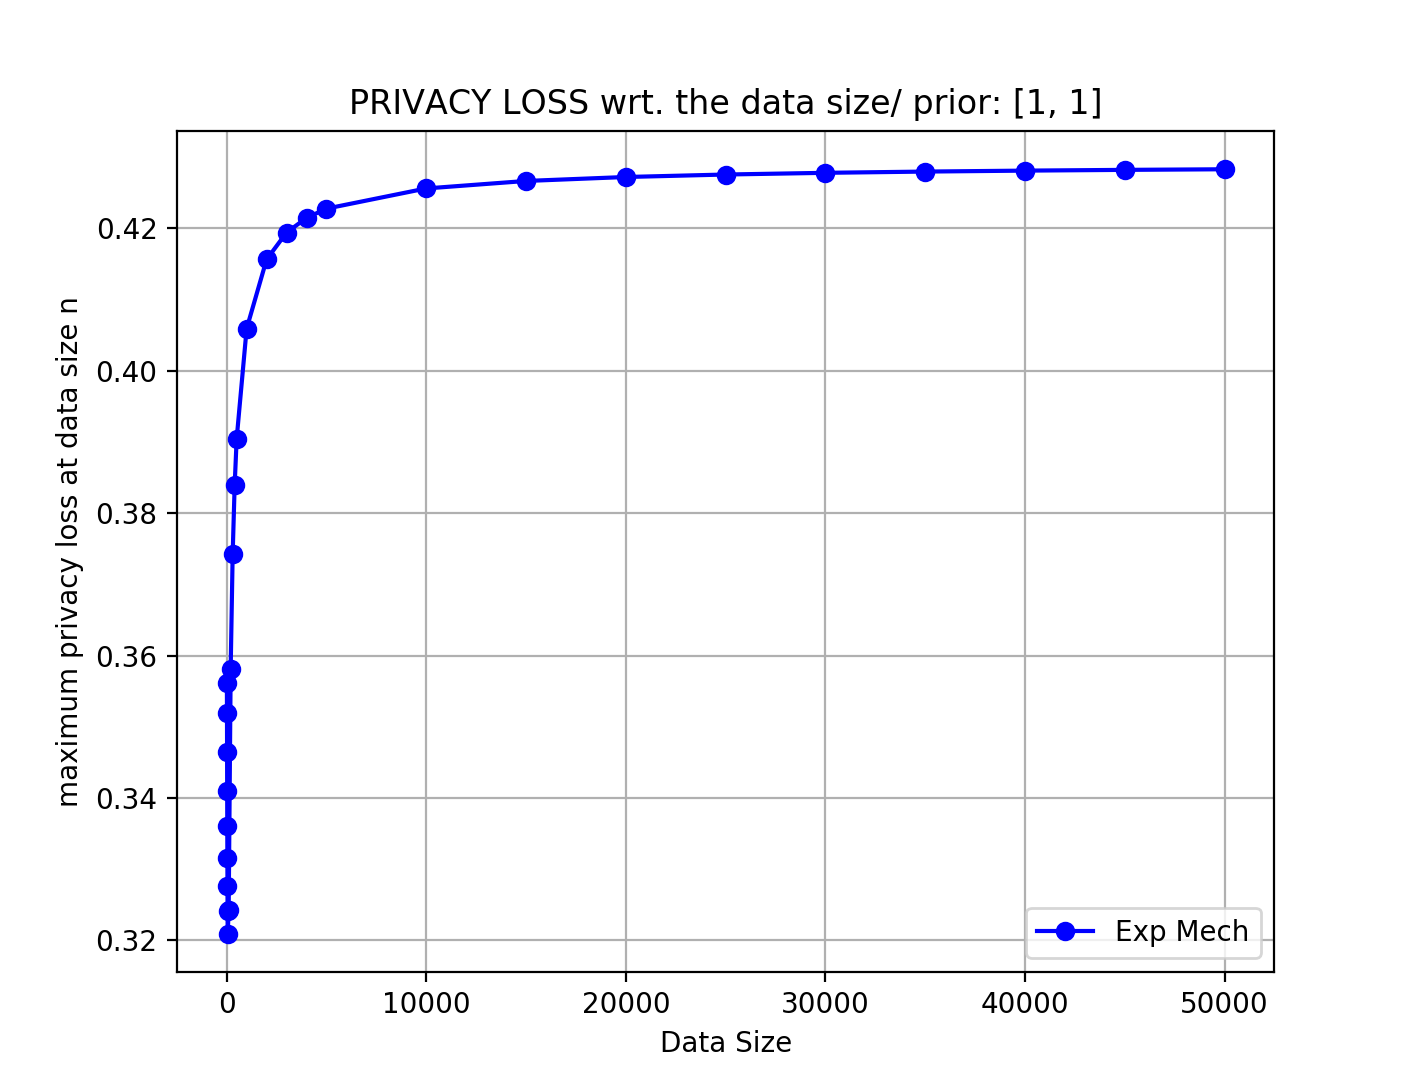 PRIVACY LOSS wrt. the data size/ prior: [1, 1]
maximum privacy loss at data size n
0.42
0.40
0.38
0.36
0.34
0.32
Exp Mech
0 10000 20000 30000 40000 50000
Data Size